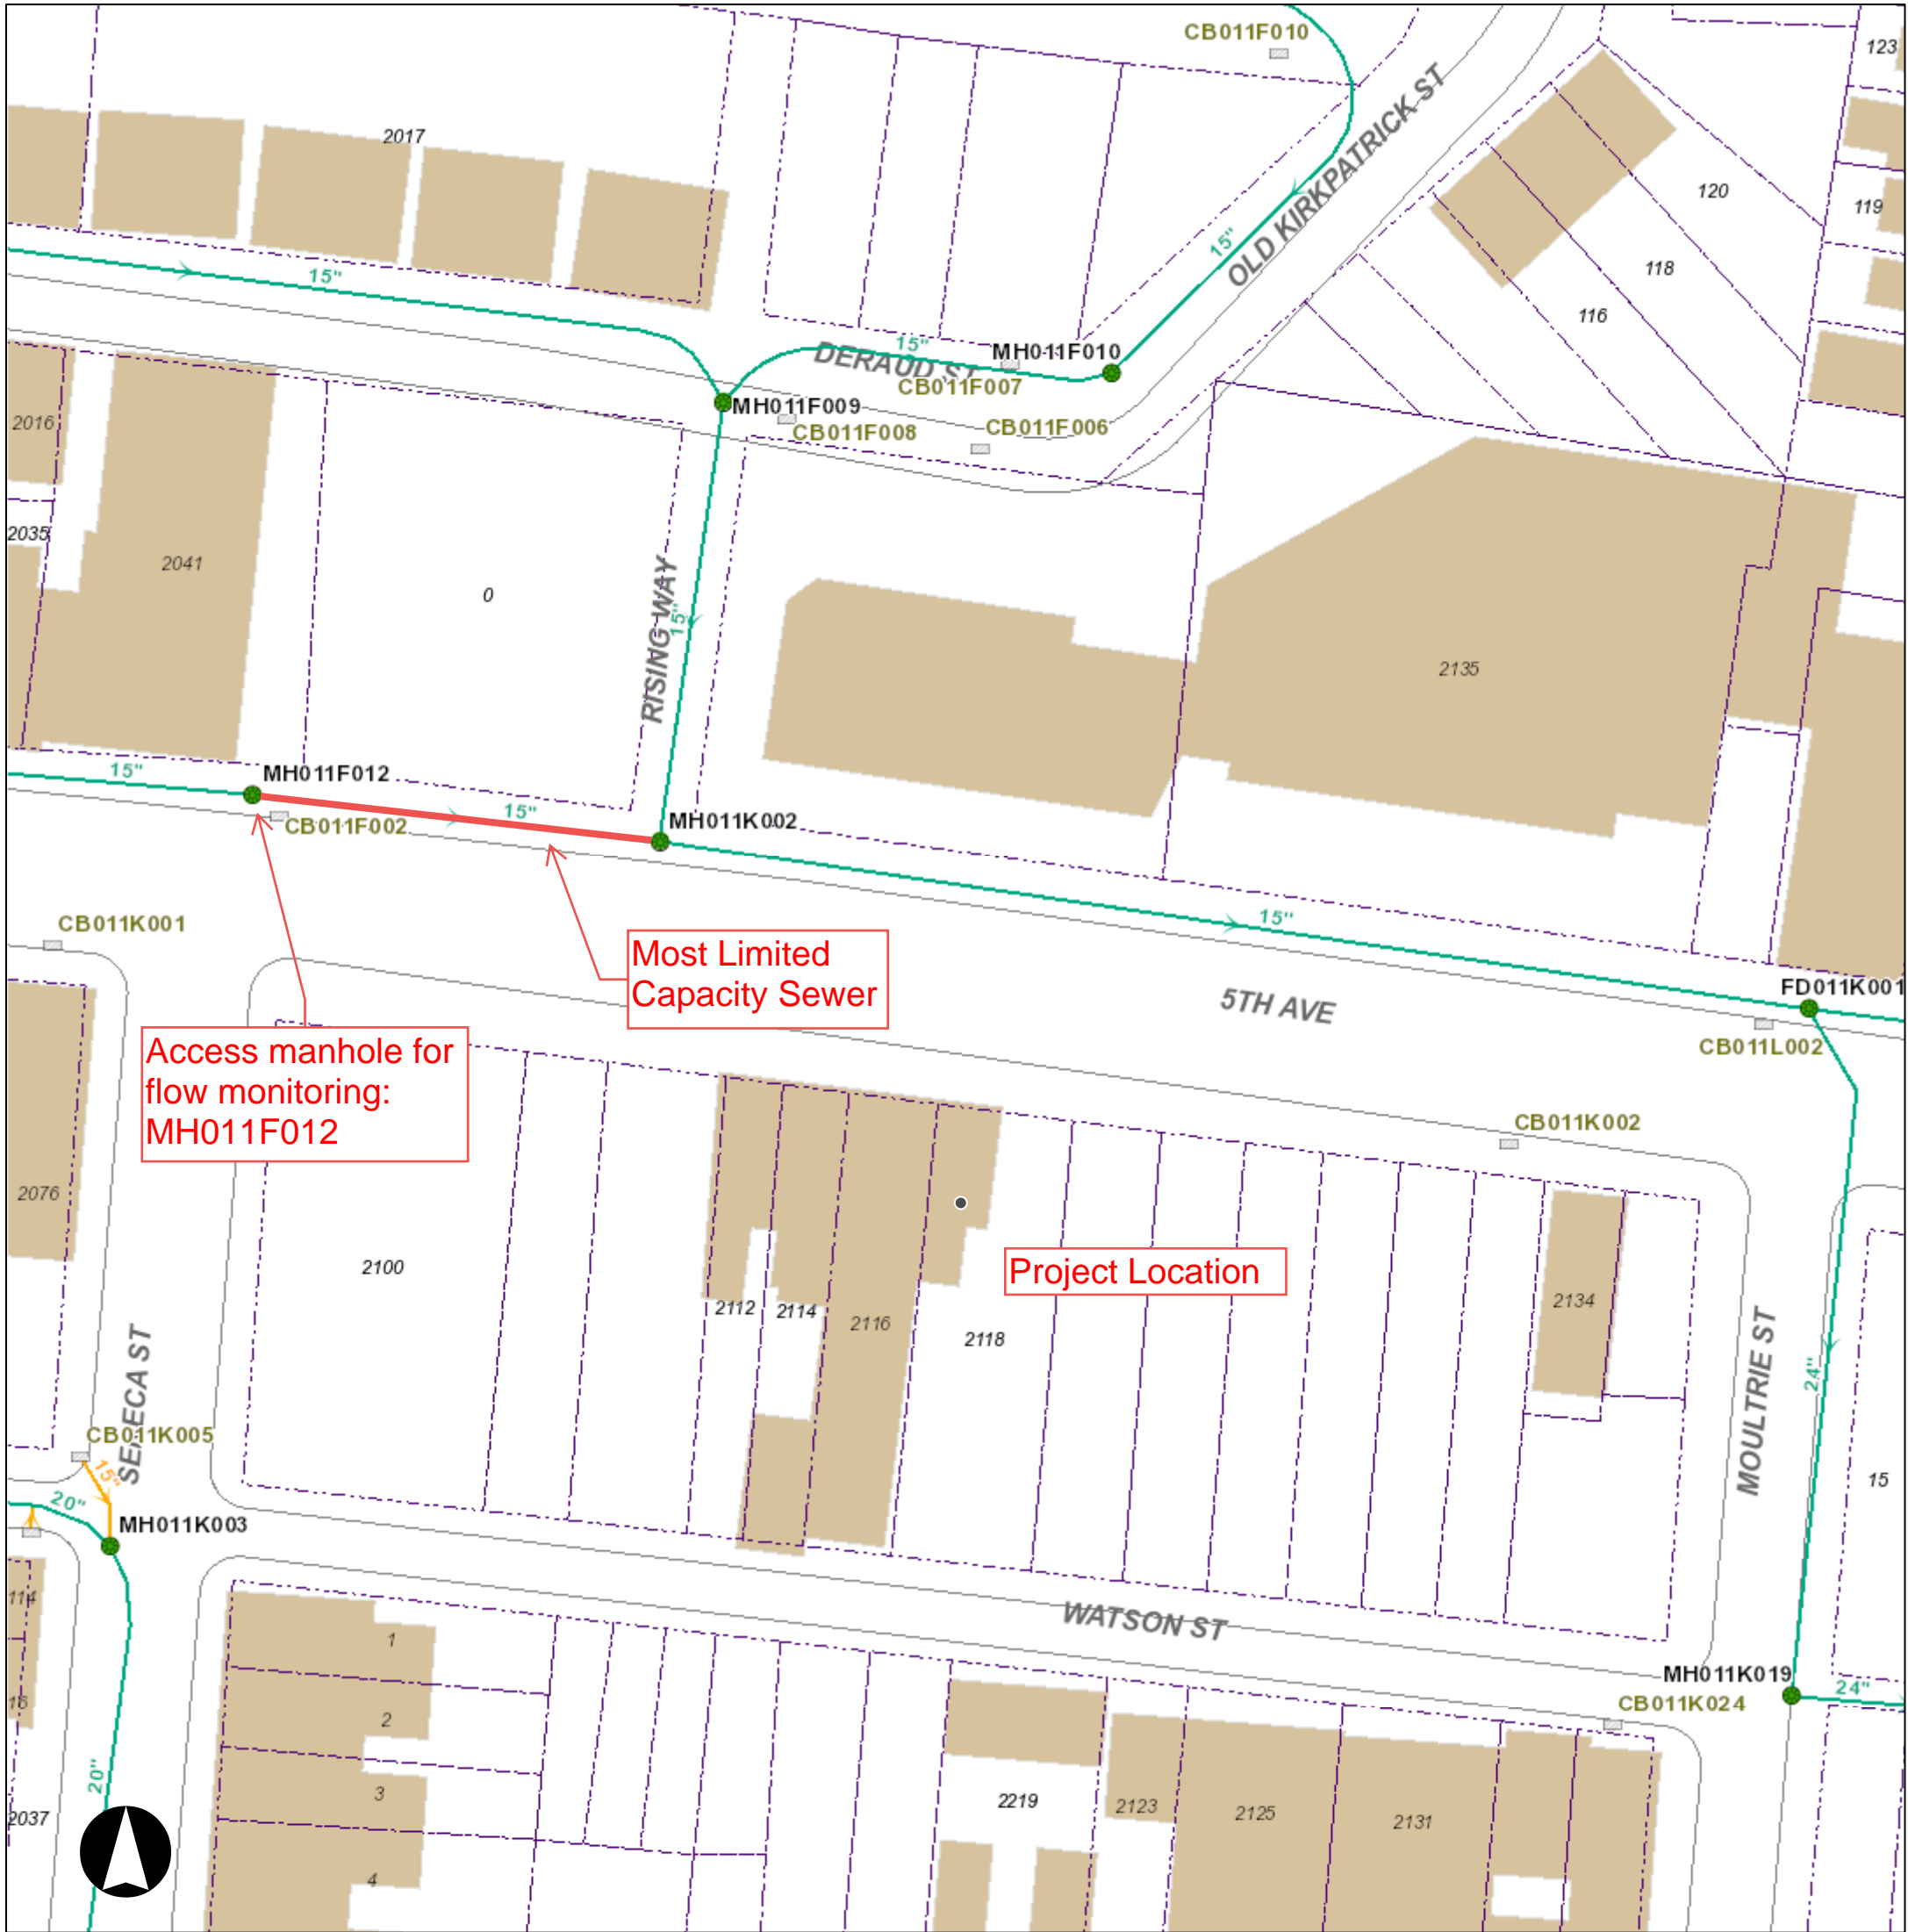 CB011F010
123
2017
OLD KIRKPATRICK ST
120
119
15"
118
15"
116
15"
MH011F010
DERAUD ST
CB011F007
MH011F009
CB011F008
CB011F006
2016
2035
2041
0
RISING WAY
15"
2135
15"
MH011F012
15"
CB011F002
MH011K002
CB011K001
15"
Most Limited
Capacity Sewer
5TH AVE
FD011K001
CB011L002
Access manhole for
flow monitoring:
MH011F012
CB011K002
2076
2100
Project Location
2112
2114
2116
2118
2134
24"
MOULTRIE ST
SENECA ST
CB011K005
15"
20"
MH011K003
15
114
WATSON ST
1
MH011K019
24"
CB011K024
2
20"
3
2037
2219
2123
2125
2131
4